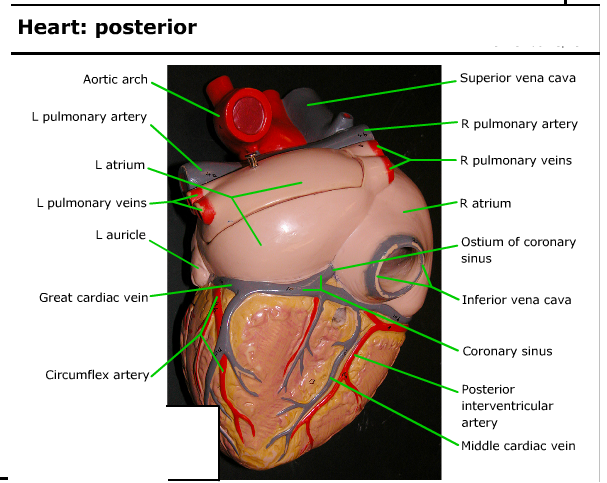 Heart: posterior
Aortic arch
L pulmonary artery
L atrium
L pulmonary veins
L auricle
Great cardiac vein
Circumflex artery
Superior vena cava
R pulmonary artery
R pulmonary veins
R atrium
Ostium of coronary
sinus
Inferior vena cava
Coronary sinus
Posterior
interventricular
artery
Middle cardiac vein